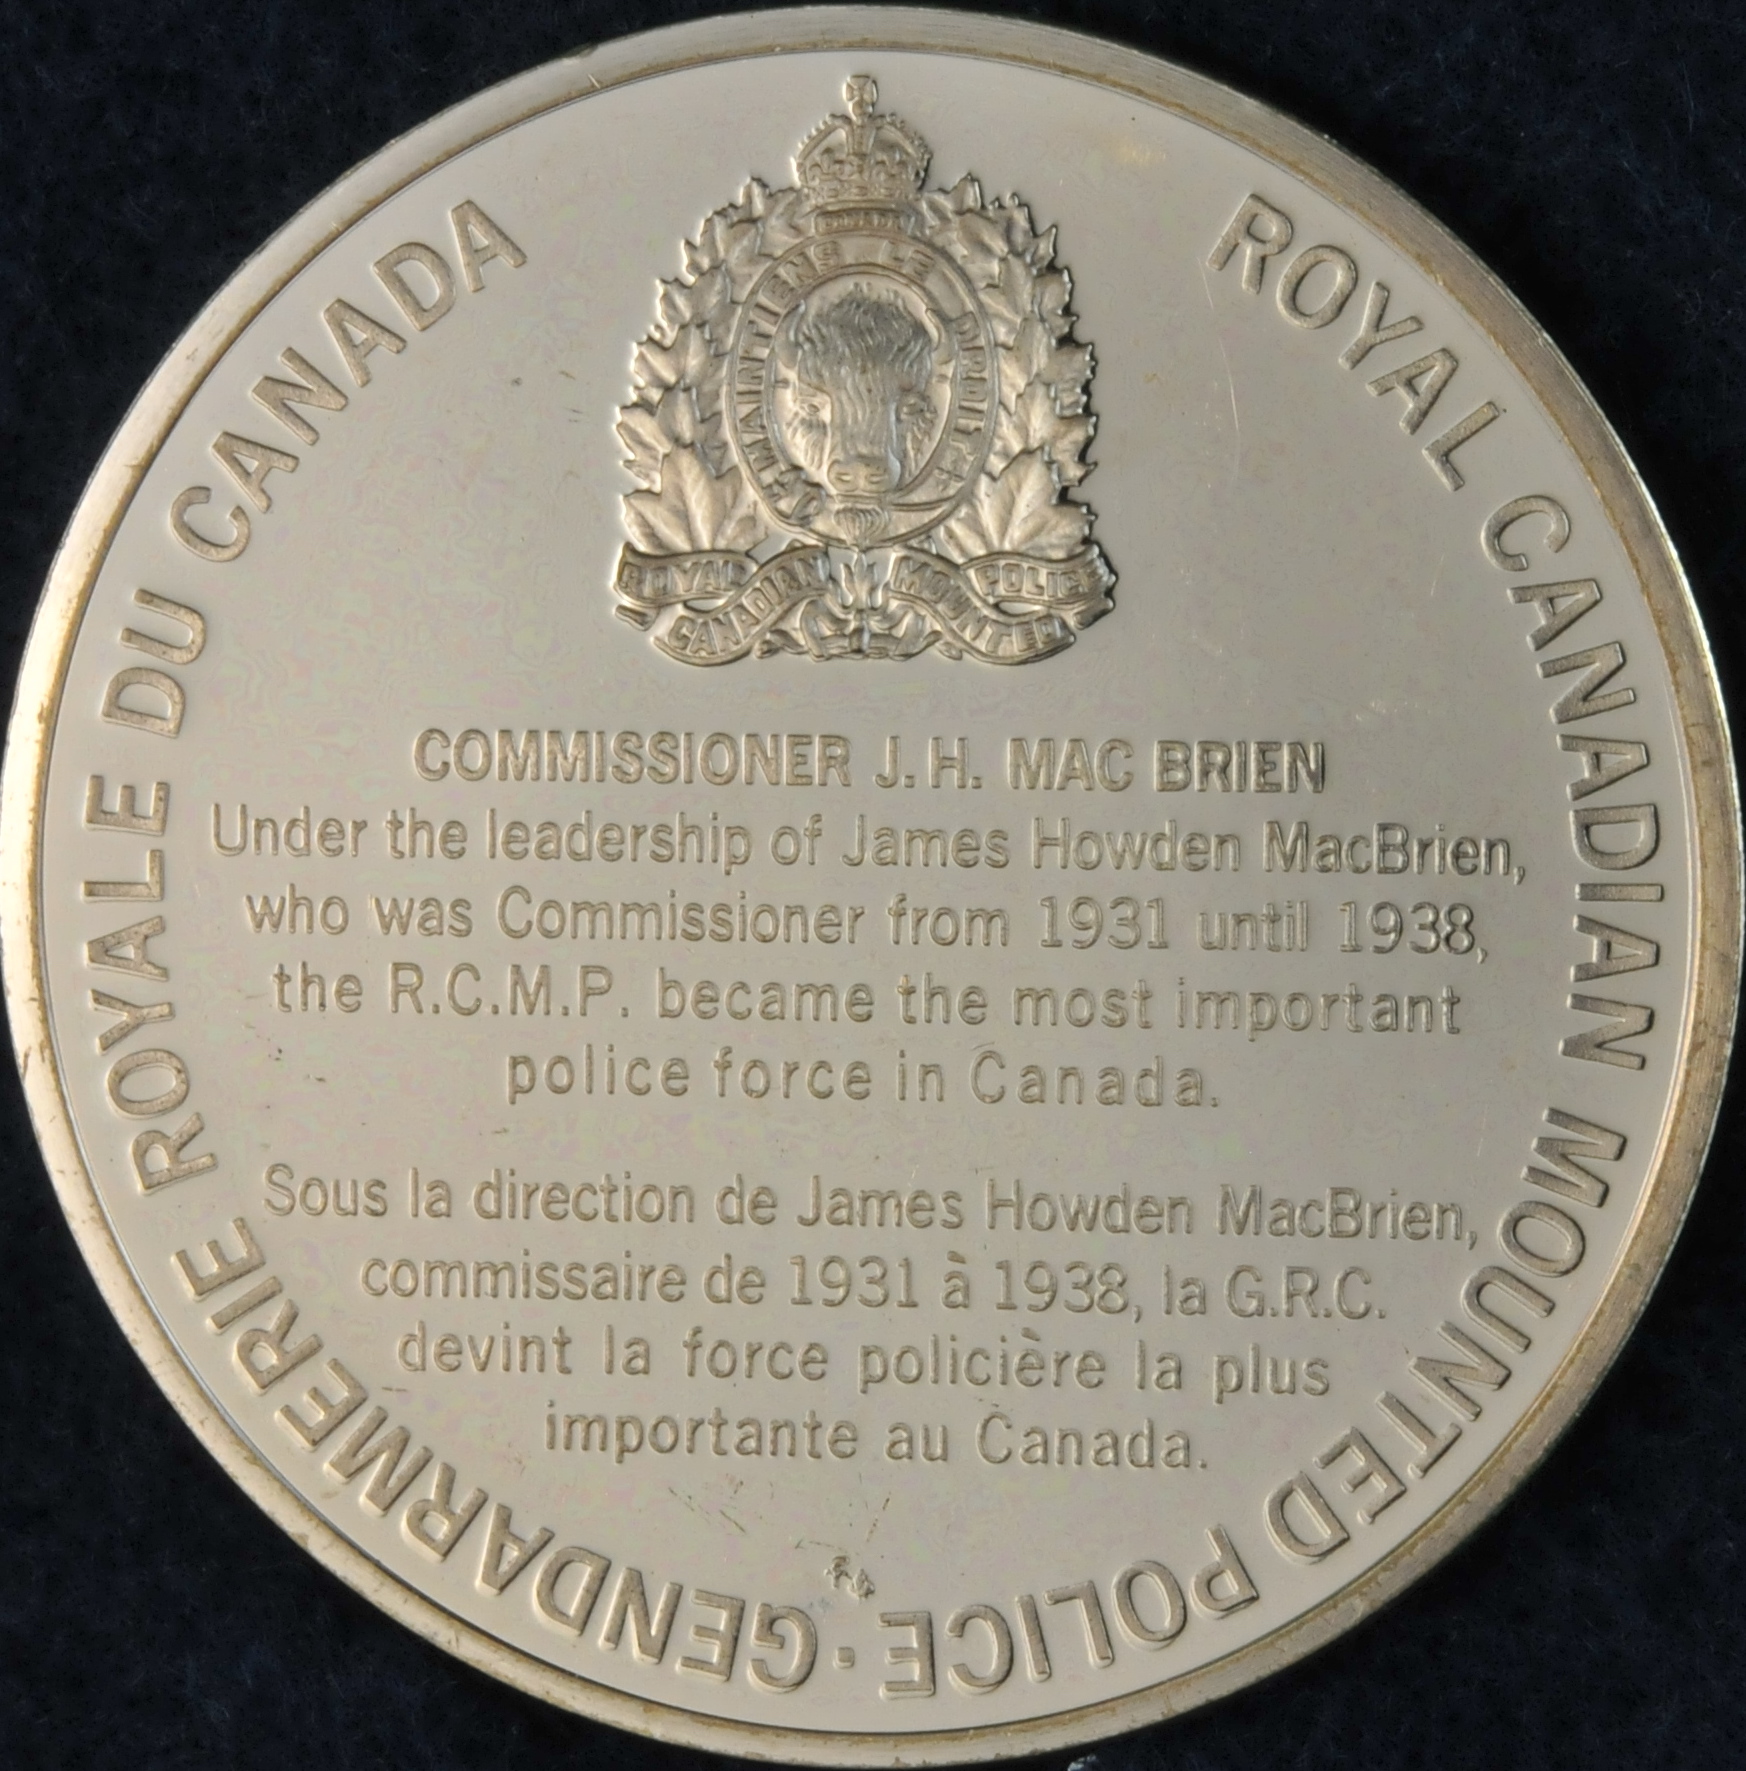 ROYAL CANADIAN MOUNTED POLICE · GENDARMERIE ROYALE DU CANADA
CANADA
MAINTIENS LE DROIT
ROYAL CANADIAN MOUNTED POLICE
COMMISSIONER J. H. MAC BRIEN
Under the leadership of James Howden MacBrien,
who was Commissioner from 1931 until 1938,
the R.C.M.P. became the most important
police force in Canada.
Sous la direction de James Howden MacBrien,
commissaire de 1931 à 1938, la G.R.C.
devint la force policière la plus
importante au Canada.